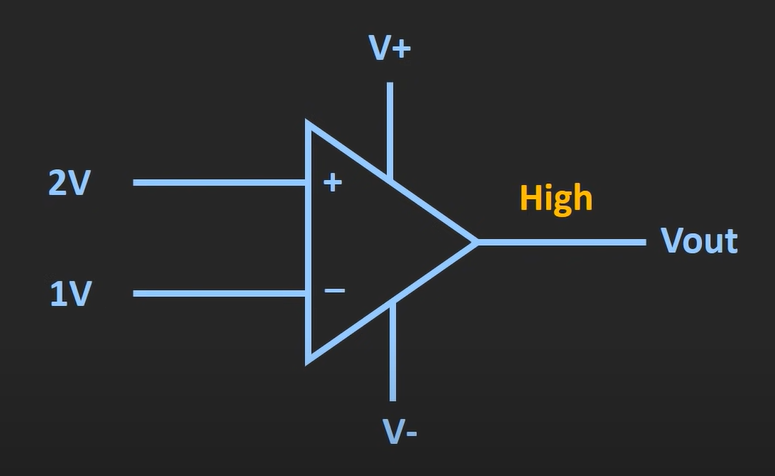 V+
2V
+
High
Vout
1V
−
V-